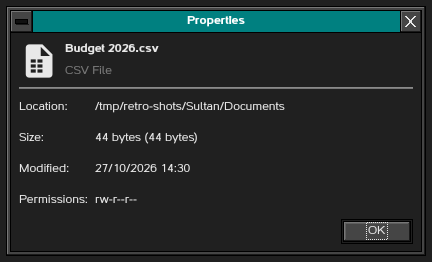 Properties
Budget 2026.csv
CSV File
Location: /tmp/retro-shots/Sultan/Documents
Size: 44 bytes (44 bytes)
Modified: 27/10/2026 14:30
Permissions: rw-r--r--
OK